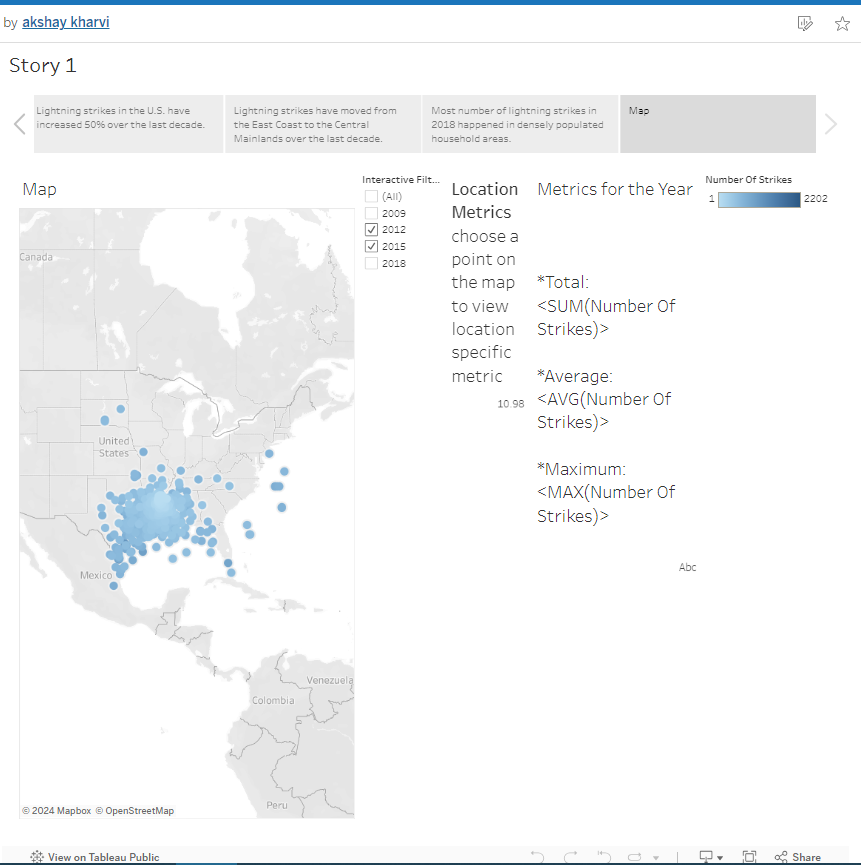 by akshay kharvi
Story 1
Lightning strikes in the U.S. have
increased 50% over the last decade.
Lightning strikes have moved from
the East Coast to the Central
Mainlands over the last decade.
Most number of lightning strikes in
2018 happened in densely populated
household areas.
Map
Map
Canada
United
States
Mexico
Venezuela
Colombia
Peru
© 2024 Mapbox © OpenStreetMap
Interactive Filt...
(All)
2009
2012
2015
2018
Location
Metrics
choose a
point on
the map
to view
location
specific
metric
10.98
Metrics for the Year
*Total:
<SUM(Number Of
Strikes)>
*Average:
<AVG(Number Of
Strikes)>
*Maximum:
<MAX(Number Of
Strikes)>
Abc
Number Of Strikes
1 2202
View on Tableau Public
Share